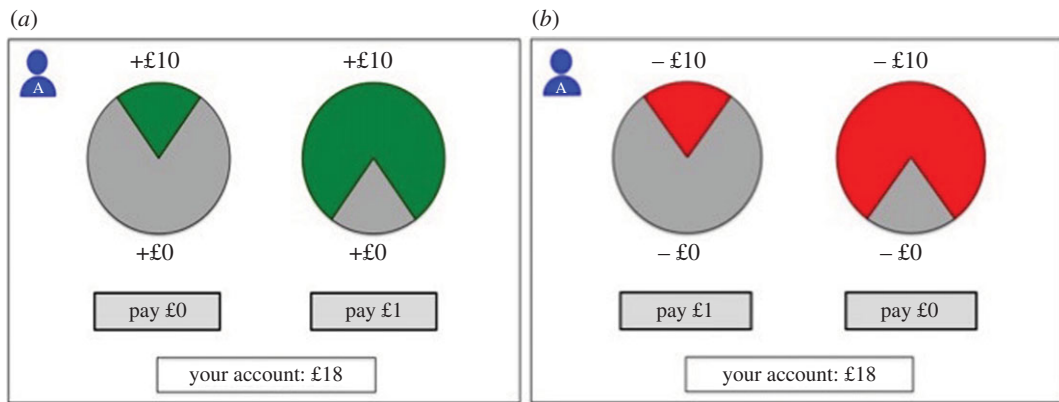 (a)
A
+£10 +£10
+£0 +£0
pay £0 pay £1
your account: £18
(b)
A
– £10 – £10
– £0 – £0
pay £1 pay £0
your account: £18